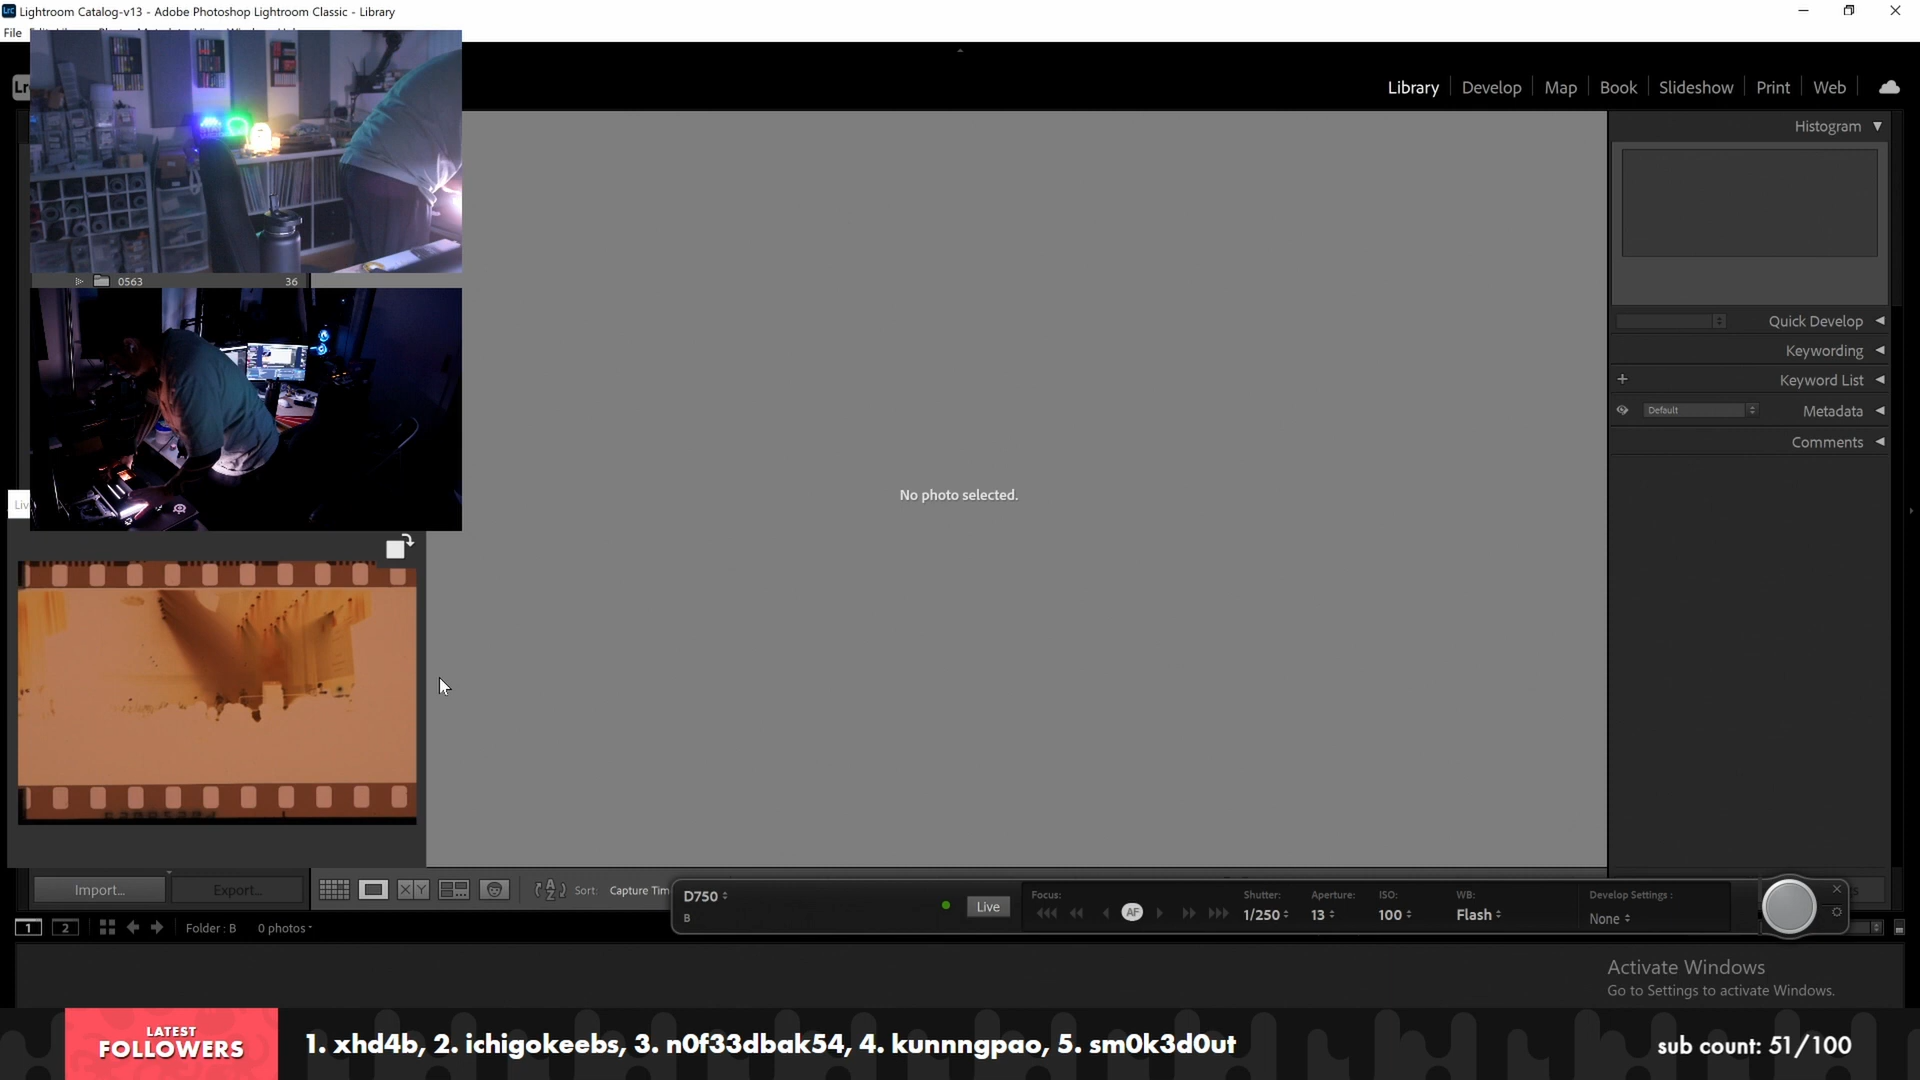 Lightroom Catalog-v13 - Adobe Photoshop Lightroom Classic - Library
File
Library
Develop
Map
Book
Slideshow
Print
Web
Histogram
0563 36
Quick Develop
Keywording
Keyword List
Default
Metadata
Comments
No photo selected.
Import...
Export...
Sort: Capture Tim
D750
B
Live
Focus:
AF
Shutter:
1/250
Aperture:
13
ISO:
100
WB:
Flash
Develop Settings :
None
1
2
Folder : B
0 photos
Activate Windows
Go to Settings to activate Windows.
LATEST
FOLLOWERS
1. xhd4b, 2. ichigokeebs, 3. n0f33dbak54, 4. kunnngpao, 5. sm0k3d0ut
sub count: 51/100